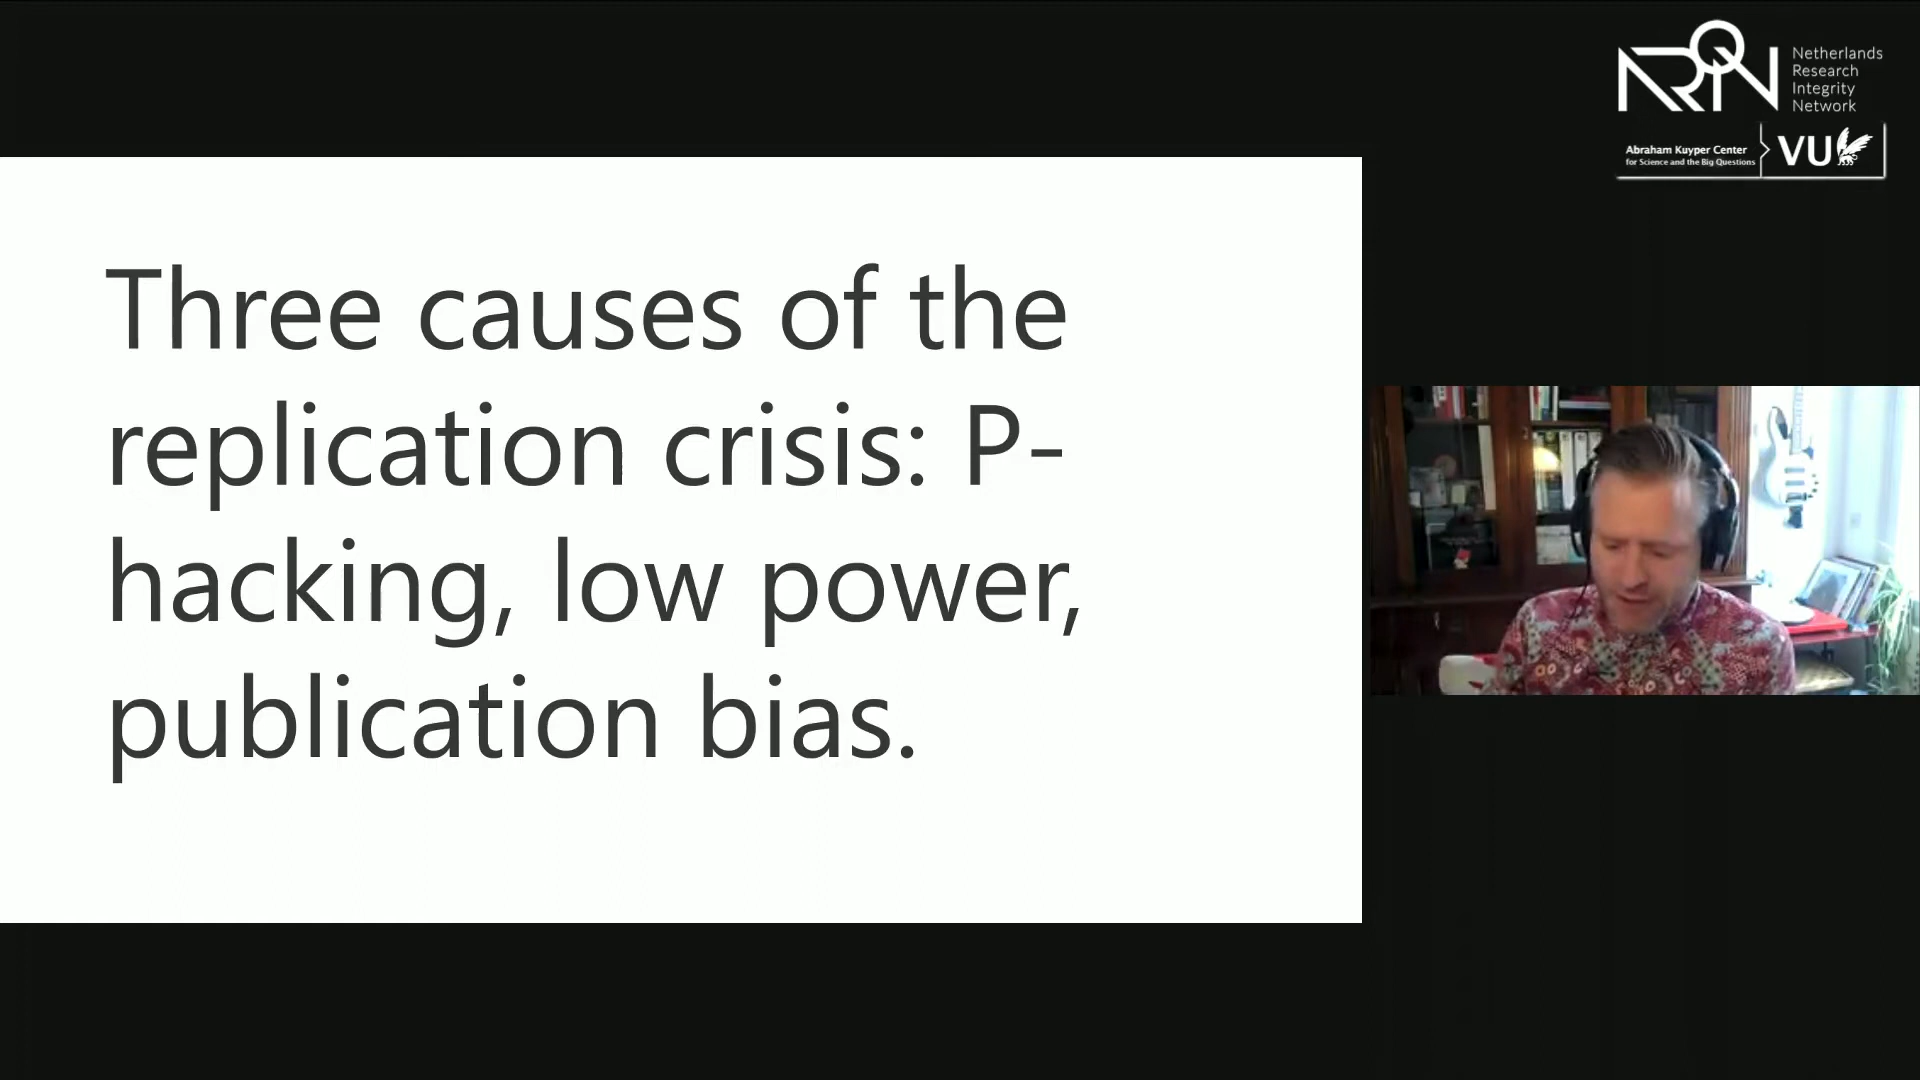 Netherlands
Research
Integrity
Network
NRIN
Abraham Kuyper Center
for Science and the Big Questions
VU
Three causes of the
replication crisis: P-
hacking, low power,
publication bias.